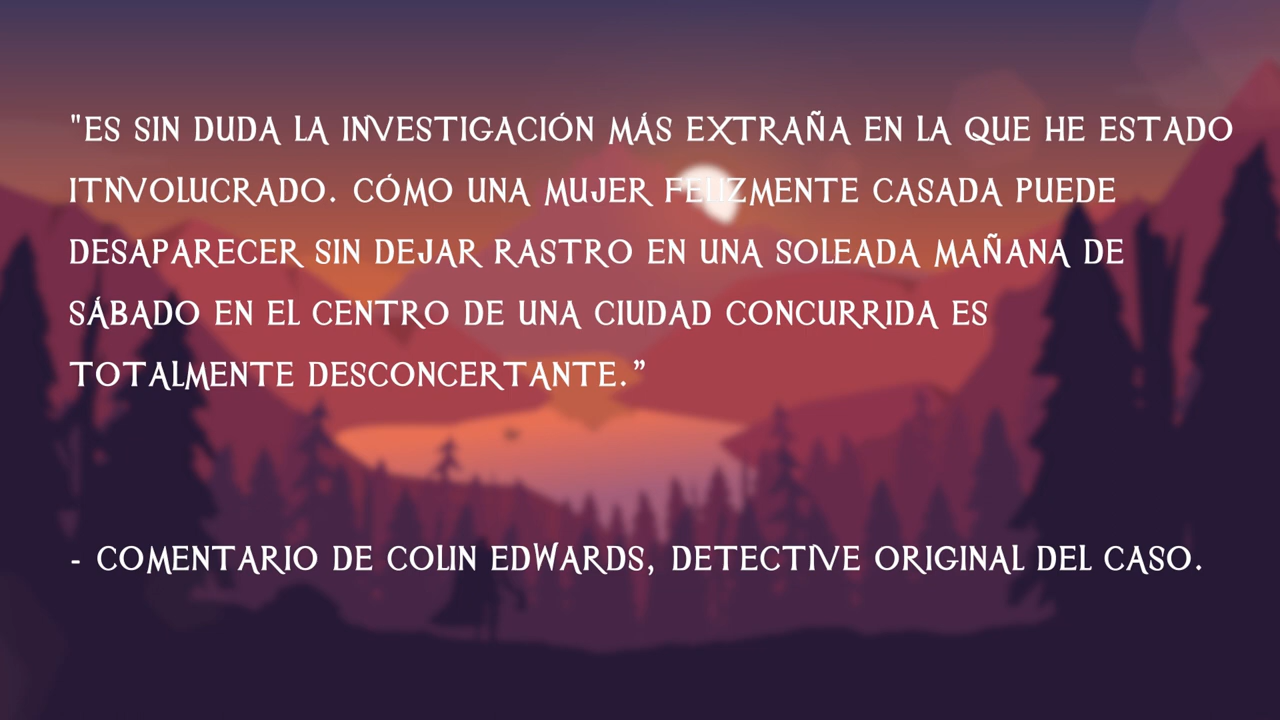 "ES SIN DUDA LA INVESTIGACIÓN MÁS EXTRAÑA EN LA QUE HE ESTADO
ITNVOLUCRADO. CÓMO UNA MUJER FELIZMENTE CASADA PUEDE
DESAPARECER SIN DEJAR RASTRO EN UNA SOLEADA MAÑANA DE
SÁBADO EN EL CENTRO DE UNA CIUDAD CONCURRIDA ES
TOTALMENTE DESCONCERTANTE.”
- COMENTARIO DE COLIN EDWARDS, DETECTIVE ORIGINAL DEL CASO.